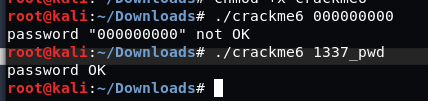 root@kali:~/Downloads# chmod +x crackme6
root@kali:~/Downloads# ./crackme6 000000000
password "000000000" not OK
root@kali:~/Downloads# ./crackme6 1337_pwd
password OK
root@kali:~/Downloads#